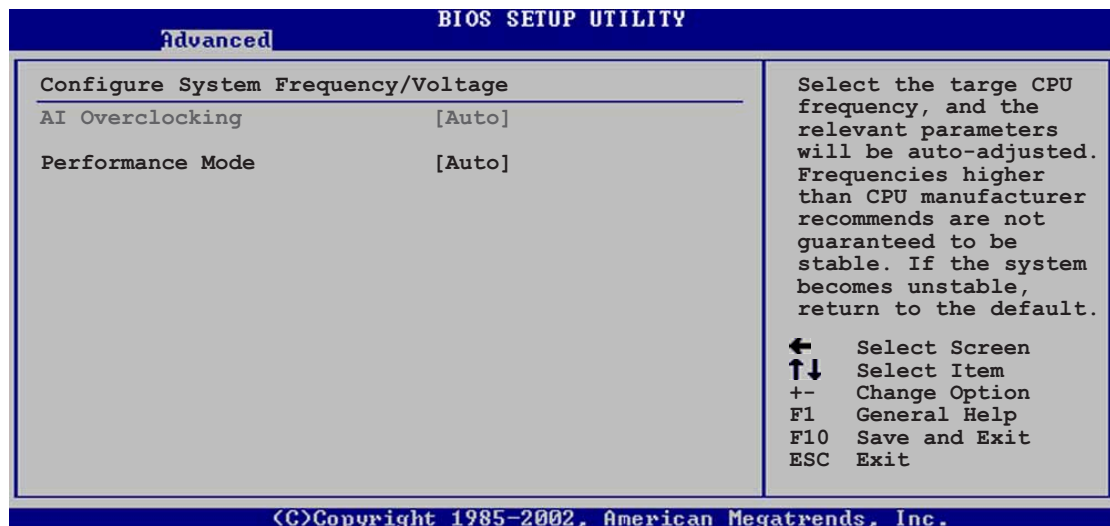 BIOS SETUP UTILITY
Advanced
Configure System Frequency/Voltage
AI Overclocking [Auto]
Performance Mode [Auto]
Select the targe CPU
frequency, and the
relevant parameters
will be auto-adjusted.
Frequencies higher
than CPU manufacturer
recommends are not
guaranteed to be
stable. If the system
becomes unstable,
return to the default.
← Select Screen
↑↓ Select Item
+- Change Option
F1 General Help
F10 Save and Exit
ESC Exit
(C)Copyright 1985-2002, American Megatrends, Inc.